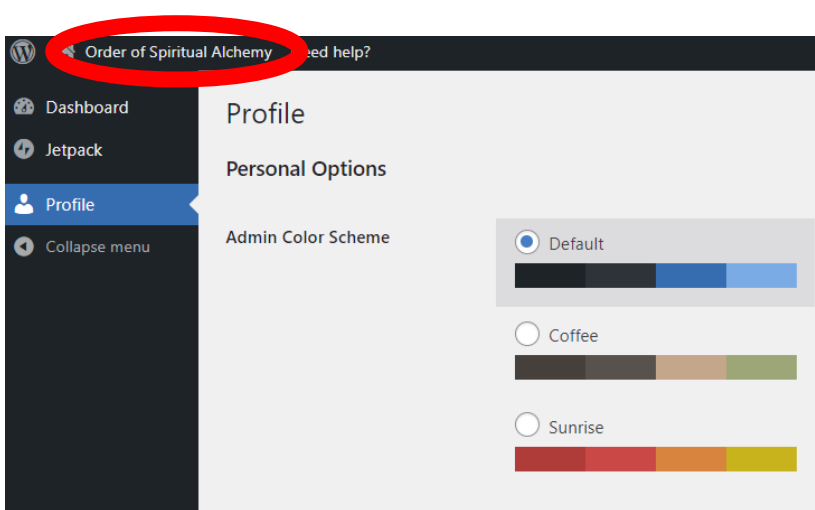 Order of Spiritual Alchemy eed help?
Dashboard
Jetpack
Profile
Collapse menu
Profile
Personal Options
Admin Color Scheme
Default
Coffee
Sunrise